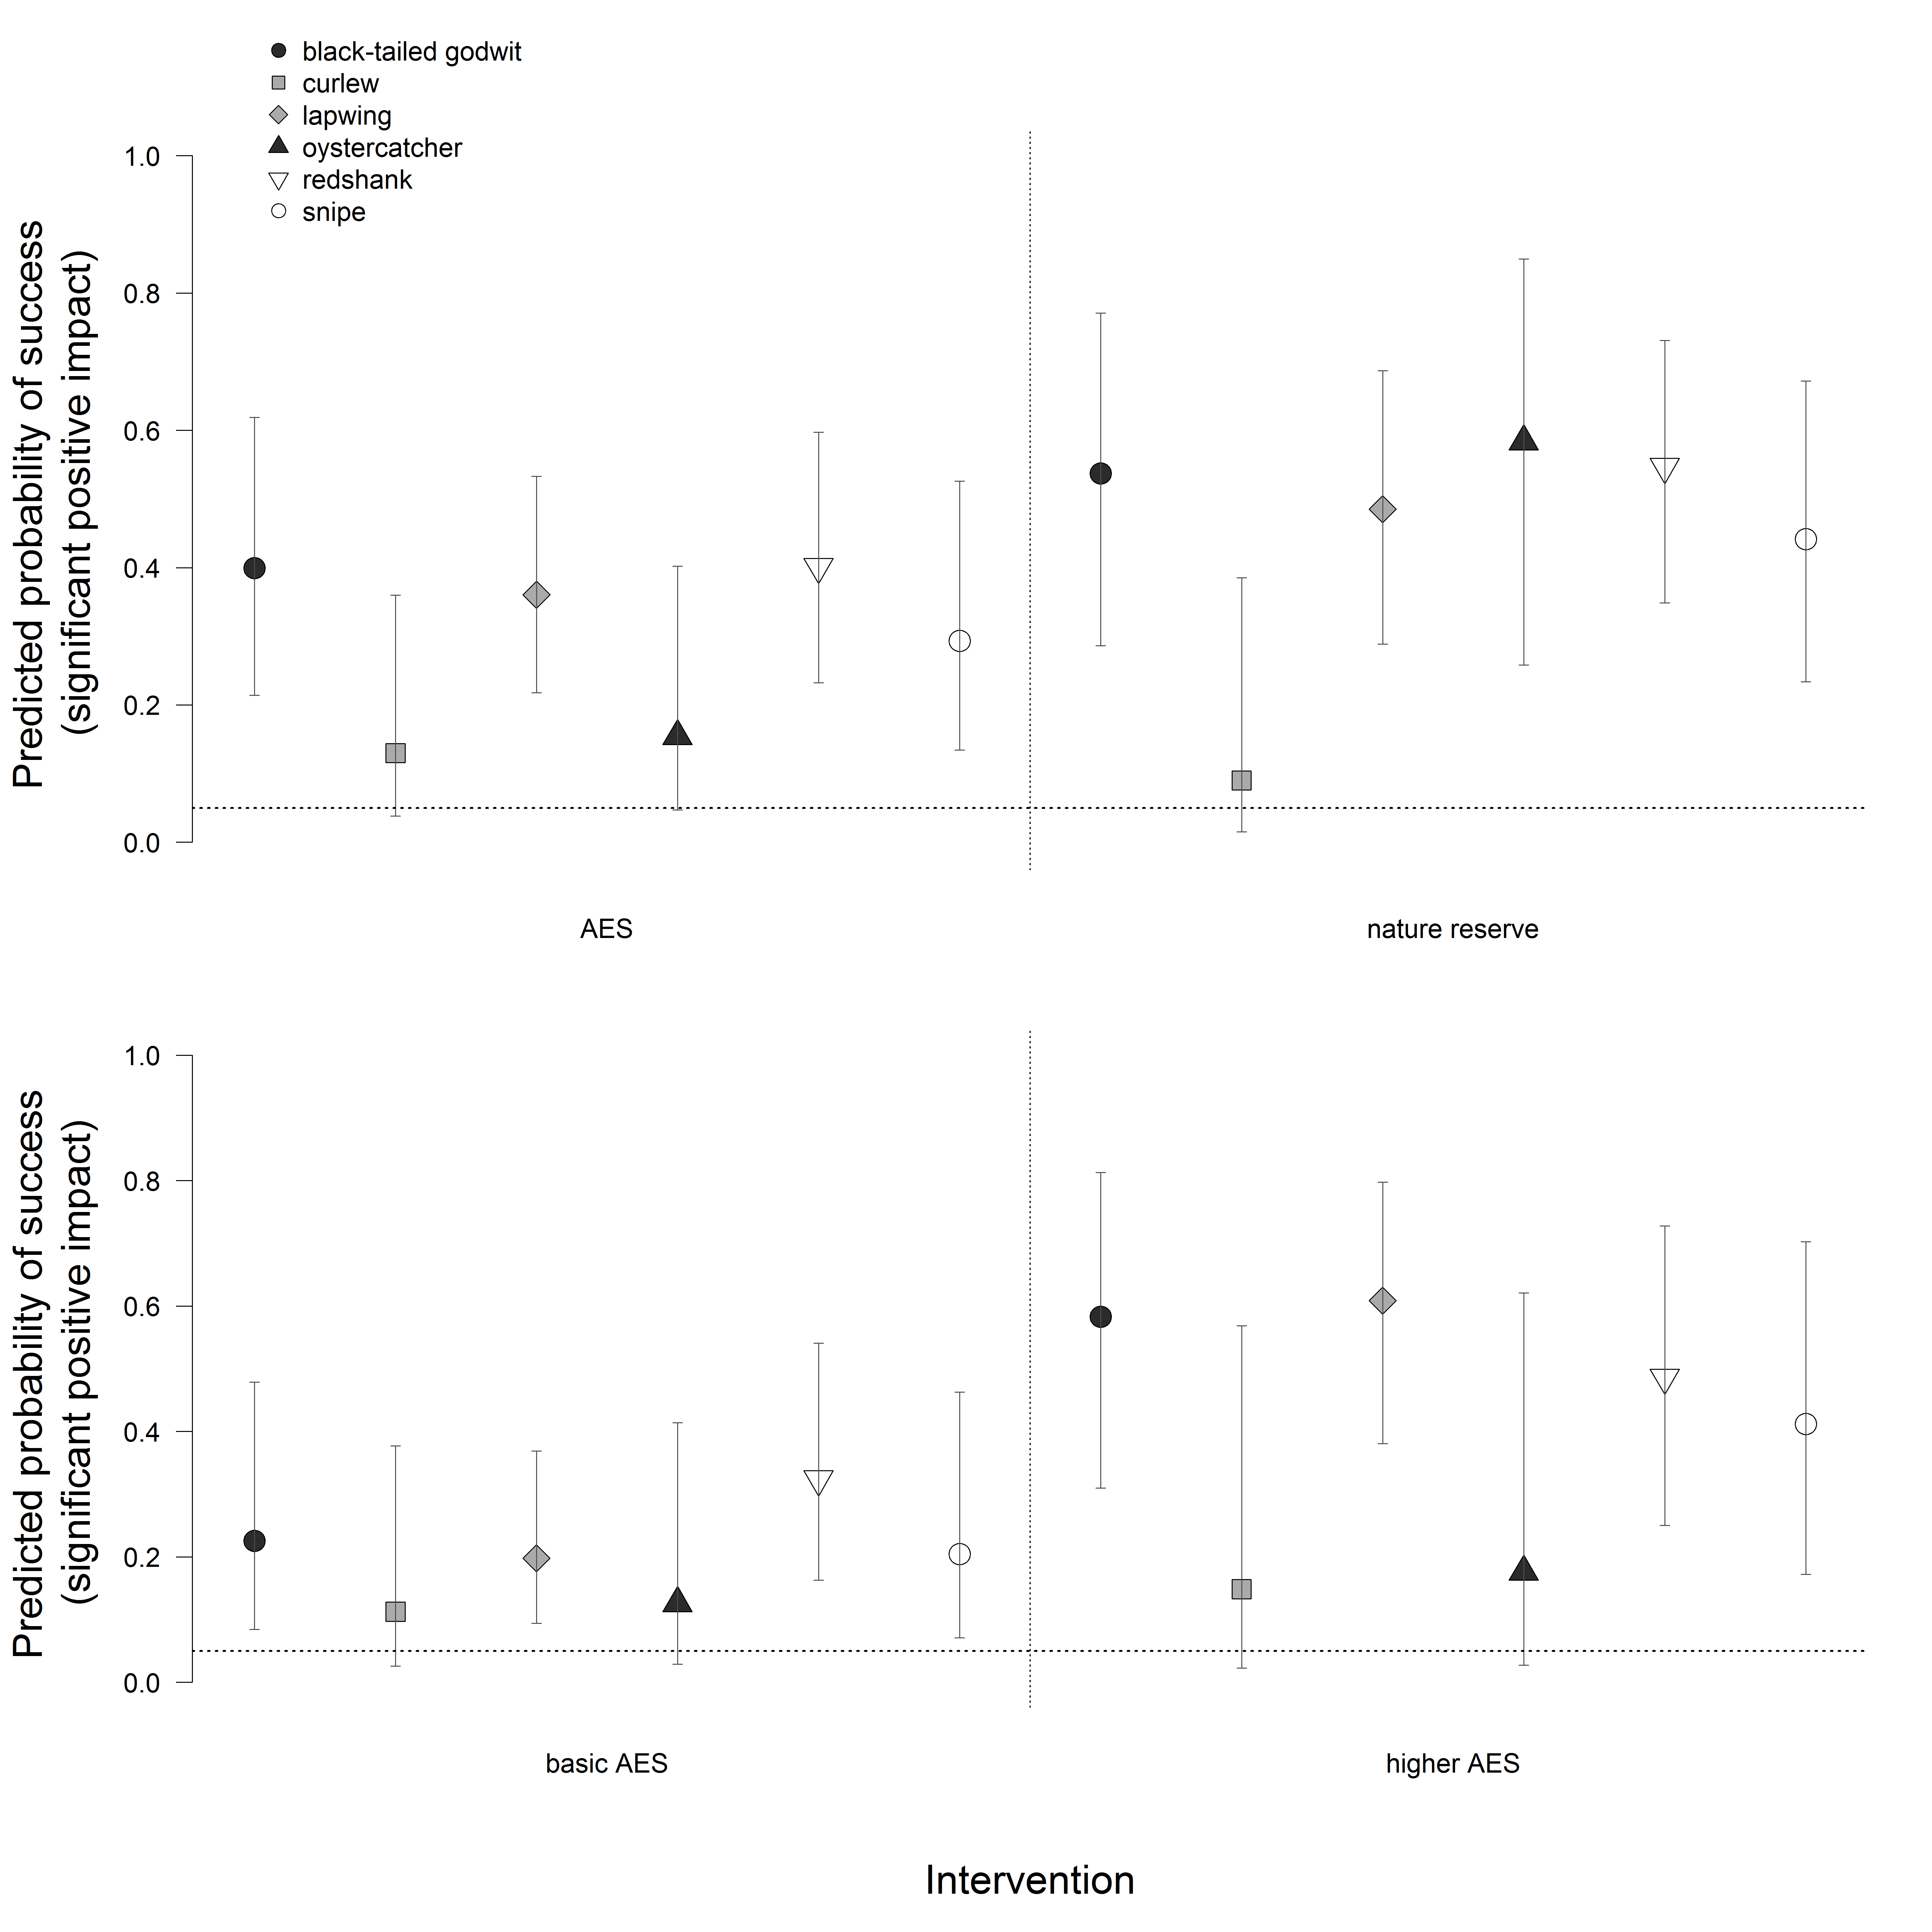 black-tailed godwit
curlew
lapwing
oystercatcher
redshank
snipe
Predicted probability of success
(significant positive impact)
1.0
0.8
0.6
0.4
0.2
0.0
AES
nature reserve
Predicted probability of success
(significant positive impact)
1.0
0.8
0.6
0.4
0.2
0.0
basic AES
higher AES
Intervention